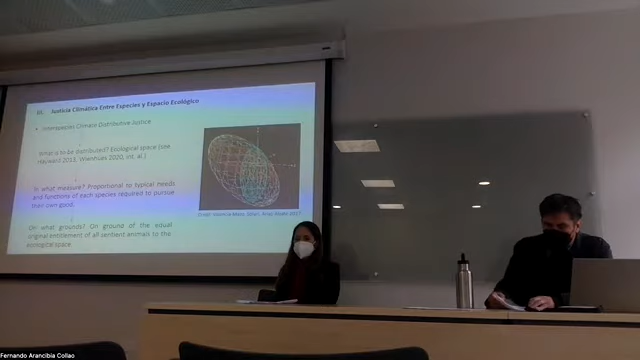 III. Justicia Climática Entre Especies y Espacio Ecológico
• Interspecies Climate Distributive Justice
What is to be distributed? Ecological space (see
Hayward 2015, Wienhues 2020, int. al.)
In what measure? Proportional to typical needs
and functions of each species required to pursue
their own good.
On what grounds? On ground of the equal
original entitlement of all sentient animals to the
ecological space.
2017
Fernando Arancibia Collao